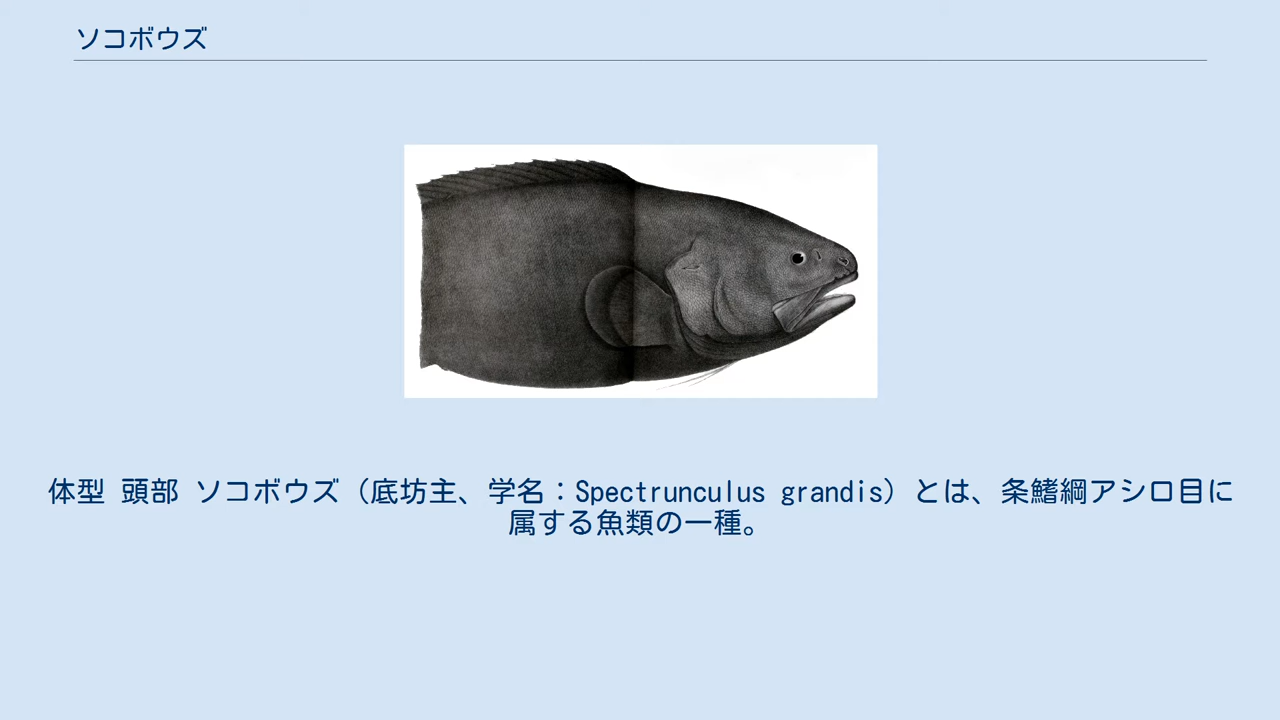 ソコボウズ
体型 頭部 ソコボウズ（底坊主、学名：Spectrunculus grandis）とは、条鰭綱アシロ目に
属する魚類の一種。